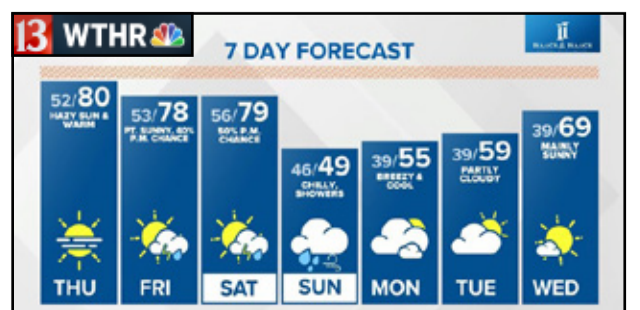 13 WTHR
7 DAY FORECAST
52/80
HAZY SUN &
WARM
THU
53/78
PT. SUNNY, 40%
P.M. CHANCE
FRI
56/79
50% P.M.
CHANCE
SAT
46/49
CHILLY,
SHOWERS
SUN
39/55
BREEZY &
COOL
MON
39/59
PARTLY
CLOUDY
TUE
39/69
MAINLY
SUNNY
WED